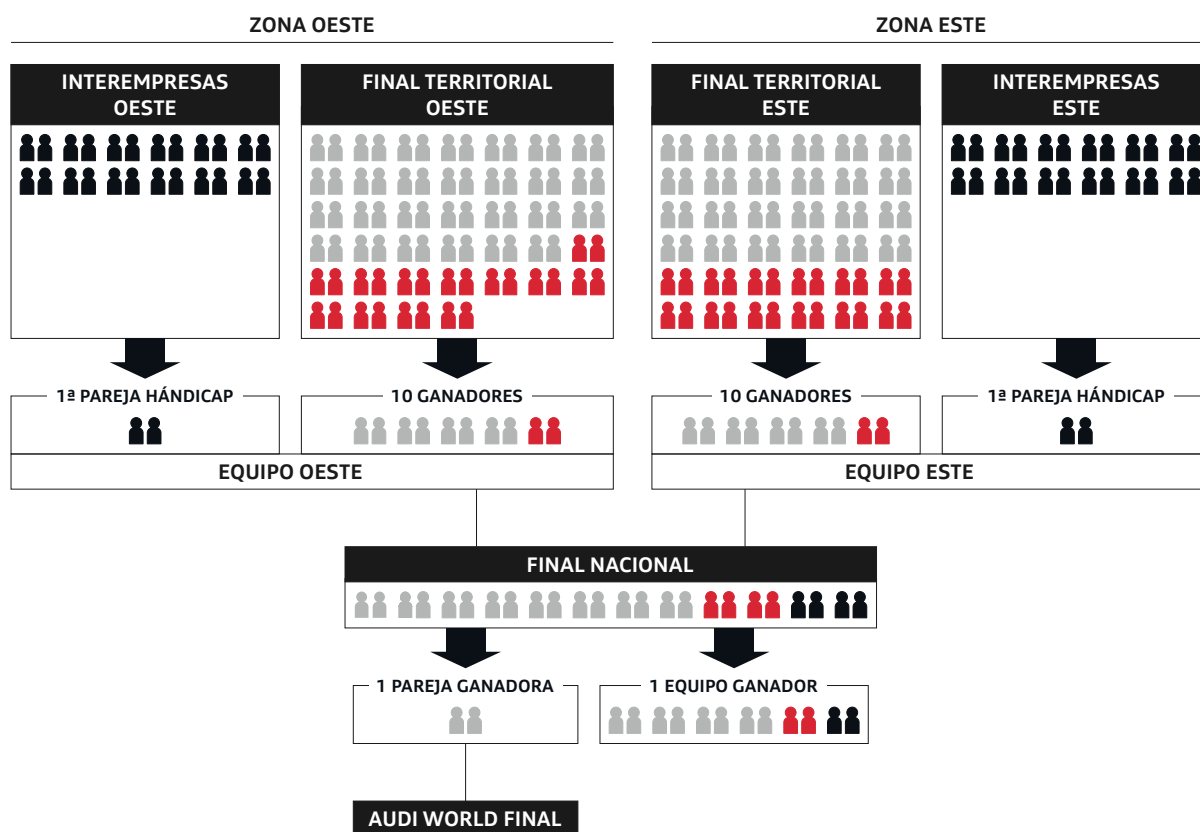 ZONA OESTE
ZONA ESTE
INTEREMPRESAS
OESTE
FINAL TERRITORIAL
OESTE
FINAL TERRITORIAL
ESTE
INTEREMPRESAS
ESTE
1ª PAREJA HÁNDICAP
10 GANADORES
10 GANADORES
1ª PAREJA HÁNDICAP
EQUIPO OESTE
EQUIPO ESTE
FINAL NACIONAL
1 PAREJA GANADORA
1 EQUIPO GANADOR
AUDI WORLD FINAL